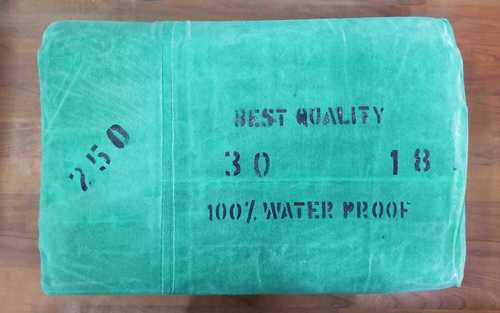 250
BEST QUALITY
30 18
100% WATER PROOF